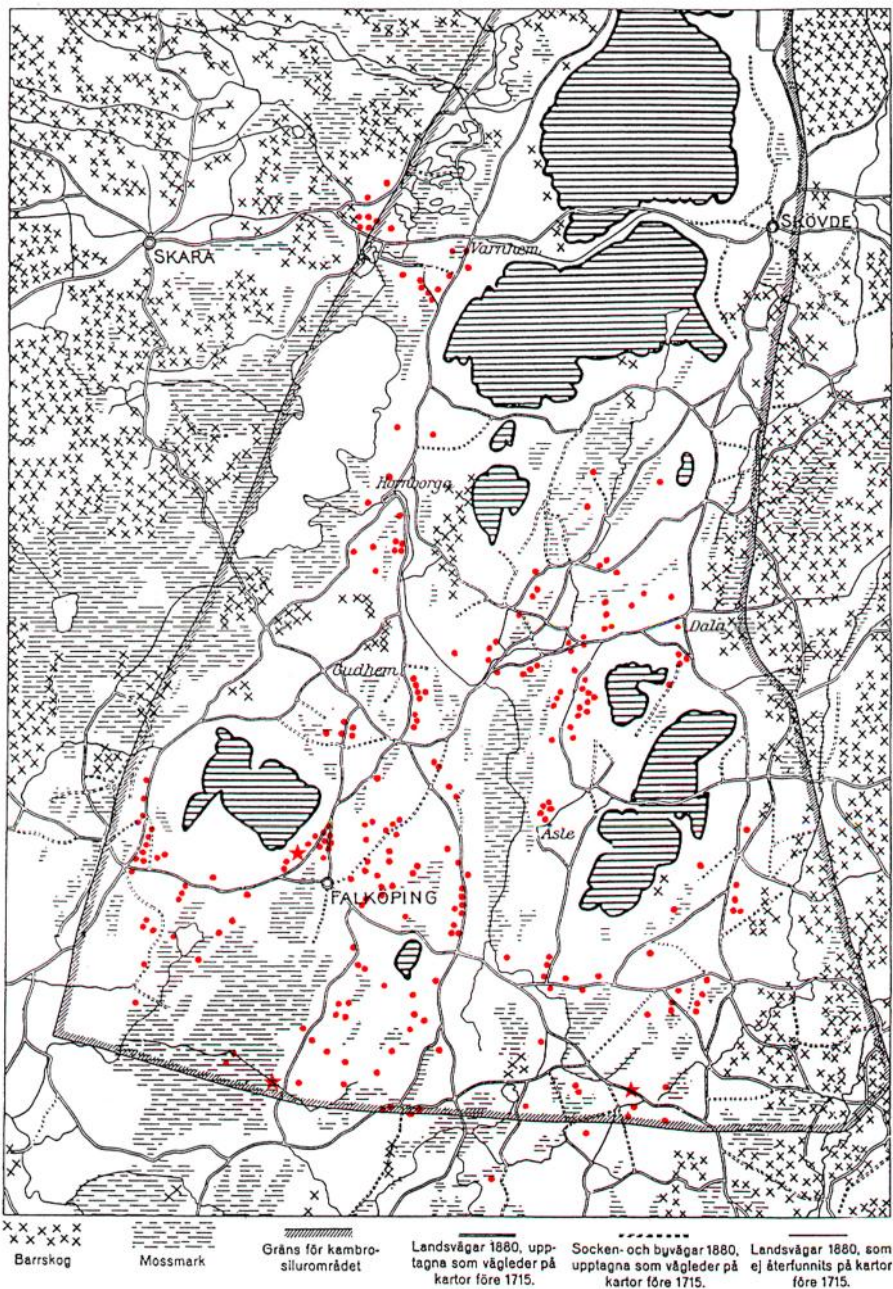 SKÖVDE
SKARA
Varnhem
Hornborga
Dala
Gudhem
Åsle
FALKÖPING
Barrskog
Mossmark
Gräns för kambro-
silurområdet
Landsvägar 1880, upp-
tagna som vägleder på
kartor före 1715.
Socken- och byvägar 1880,
upptagna som vägleder på
kartor före 1715.
Landsvägar 1880, som
ej återfunnits på kartor
före 1715.